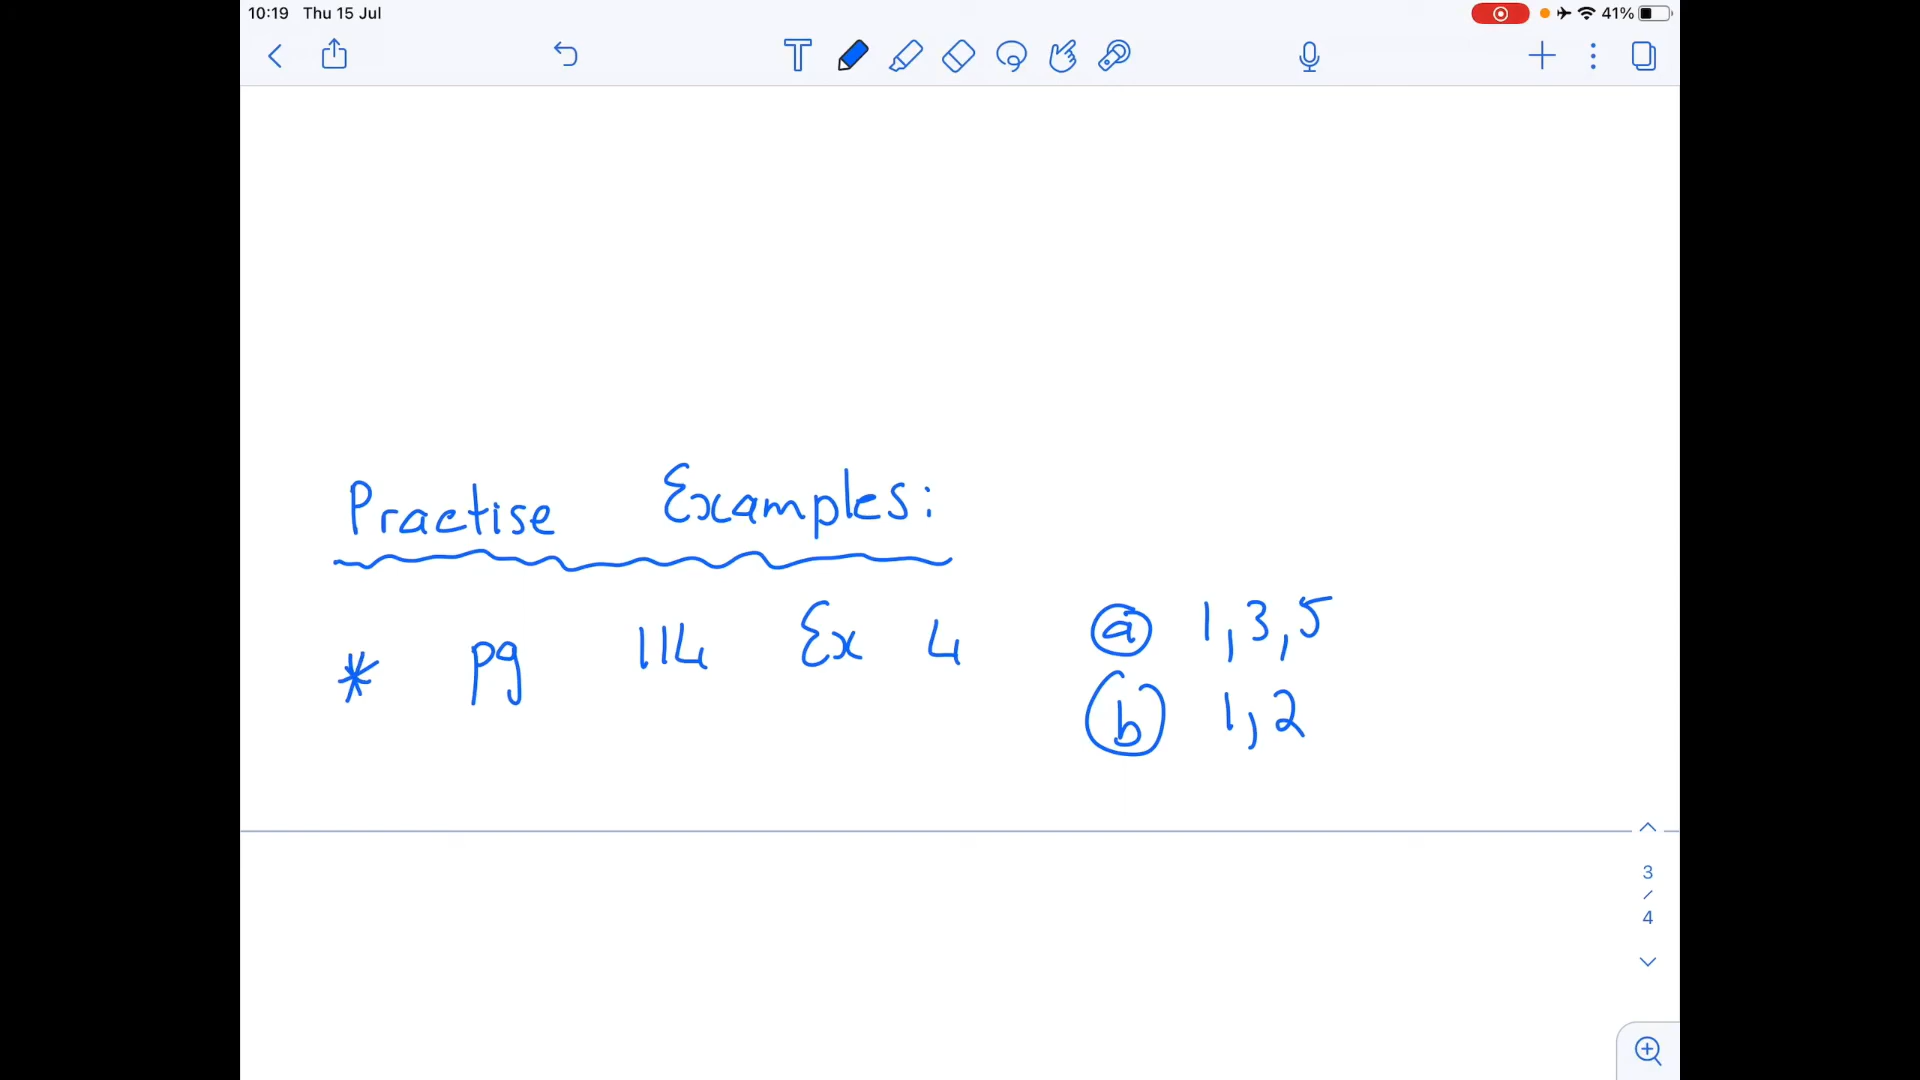 10:19 Thu 15 Jul 41%
T
Practise Examples:
* pg 114 Ex 4 (a) 1,3,5
(b) 1,2
3
/
4